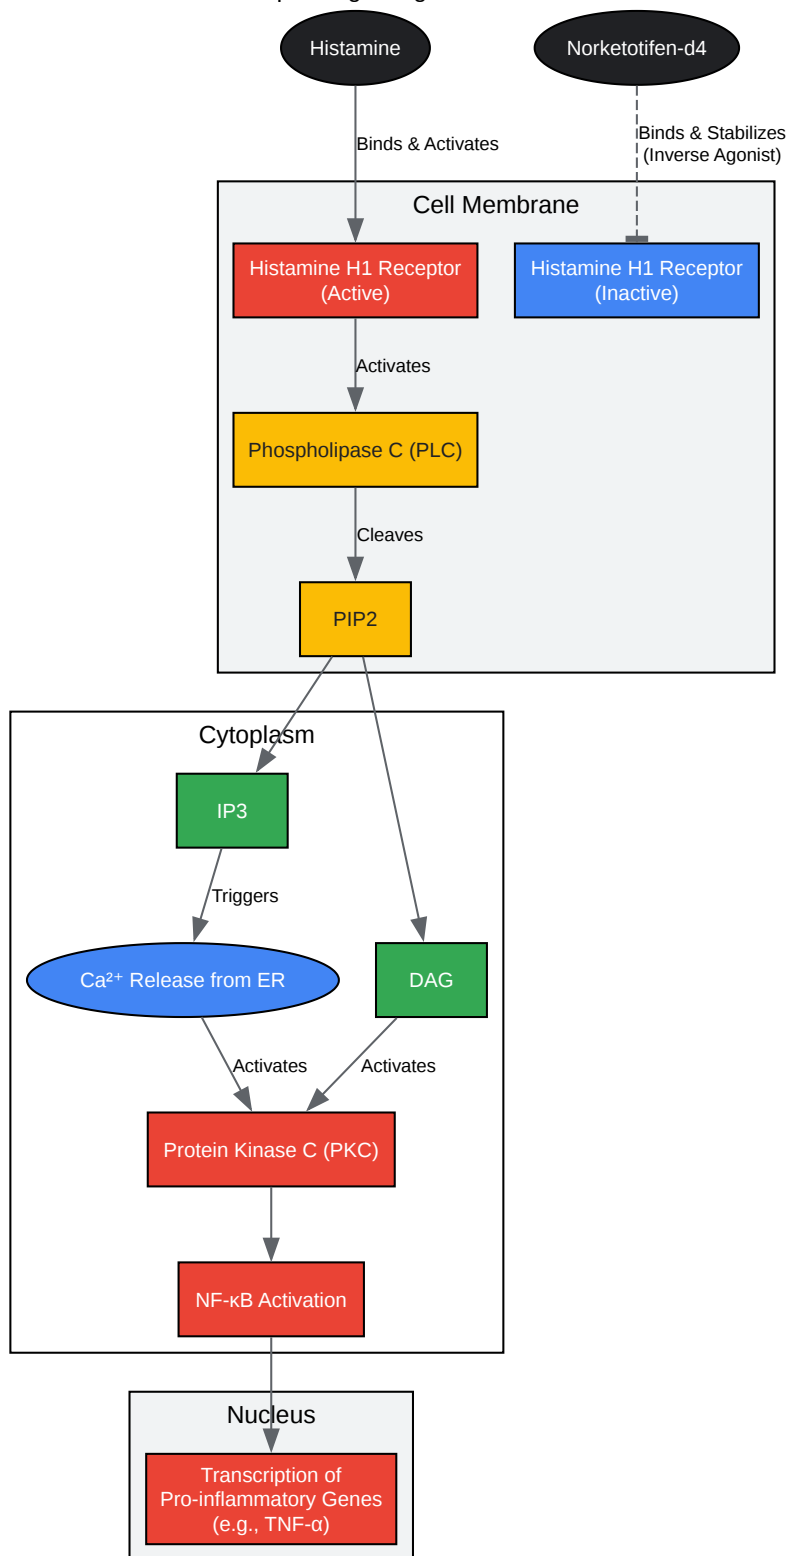 Histamine
Norketotifen-d4
Binds & Activates
Binds & Stabilizes
(Inverse Agonist)
Cell Membrane
Histamine H1 Receptor
(Active)
Histamine H1 Receptor
(Inactive)
Activates
Phospholipase C (PLC)
Cleaves
PIP2
Cytoplasm
IP3
Triggers
Ca²⁺ Release from ER
DAG
Activates
Activates
Protein Kinase C (PKC)
NF-κB Activation
Nucleus
Transcription of
Pro-inflammatory Genes
(e.g., TNF-α)